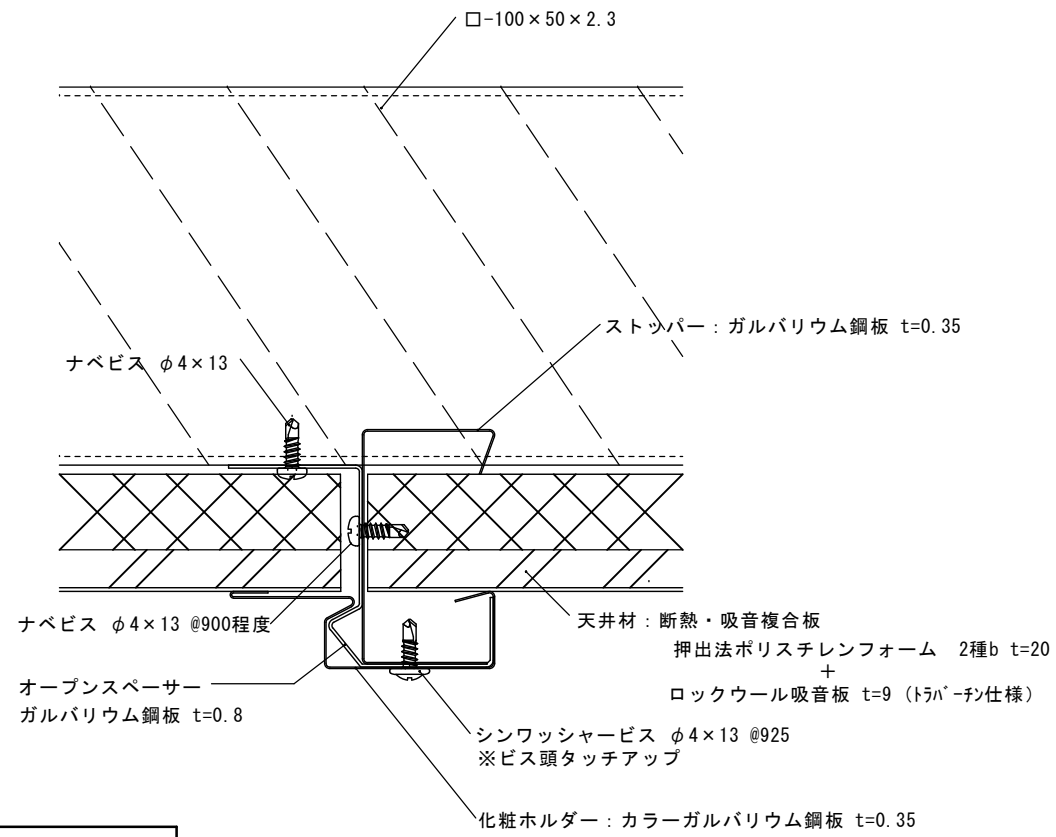 □-100×50×2.3
ストッパー：ガルバリウム鋼板 t=0.35
ナベビス φ4×13
ナベビス φ4×13 @900程度
天井材：断熱・吸音複合板
押出法ポリスチレンフォーム 2種b t=20
+
ロックウール吸音板 t=9 (ﾄﾗﾊﾞｰﾁﾝ仕様)
オープンスペーサー
ガルバリウム鋼板 t=0.8
シンワッシャービス φ4×13 @925
※ビス頭タッチアップ
化粧ホルダー：カラーガルバリウム鋼板 t=0.35